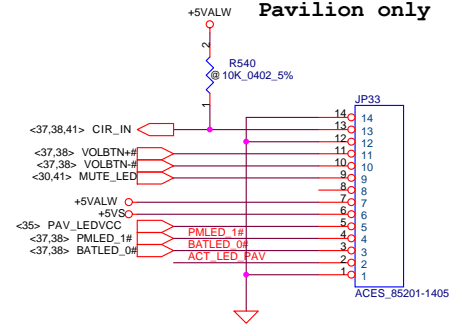 Pavilion only
+5VALW
2
R540
@ 10K_0402_5%
1
JP33
14 14
<37,38,41> CIR_IN 13 13
12 12
<37,38> VOLBTN+# 11 11
<37,38> VOLBTN-# 10 10
<30,41> MUTE_LED 9 9
8 8
+5VALW 7 7
+5VS 6 6
<35> PAV_LEDVCC 5 5
<37,38> PMLED_1# PMLED_1# 4 4
<37,38> BATLED_0# BATLED_0# 3 3
ACT_LED_PAV 2 2
1 1
ACES_85201-1405